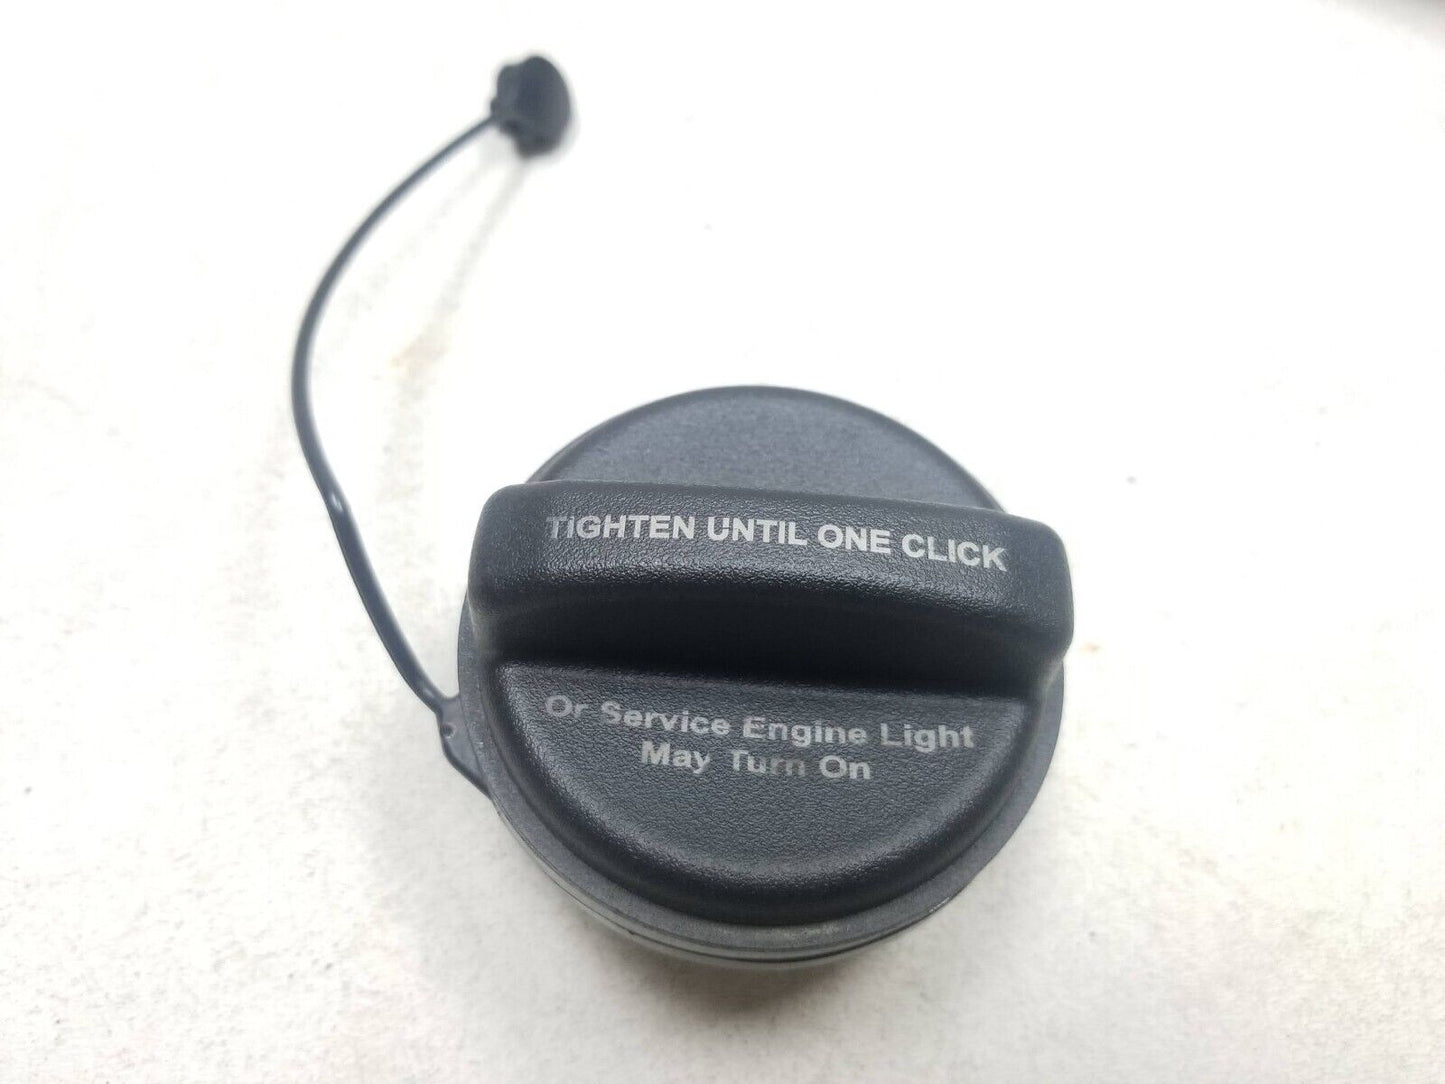 TIGHTEN UNTIL ONE CLICK
Or Service Engine Light
May Turn On